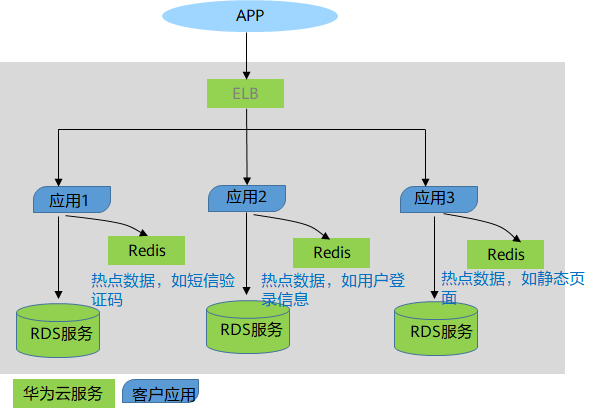 APP
ELB
应用1
应用2
应用3
Redis
Redis
Redis
热点数据，如短信验
证码
热点数据，如用户登
录信息
热点数据，如静态页
面
RDS服务
RDS服务
RDS服务
华为云服务
客户应用